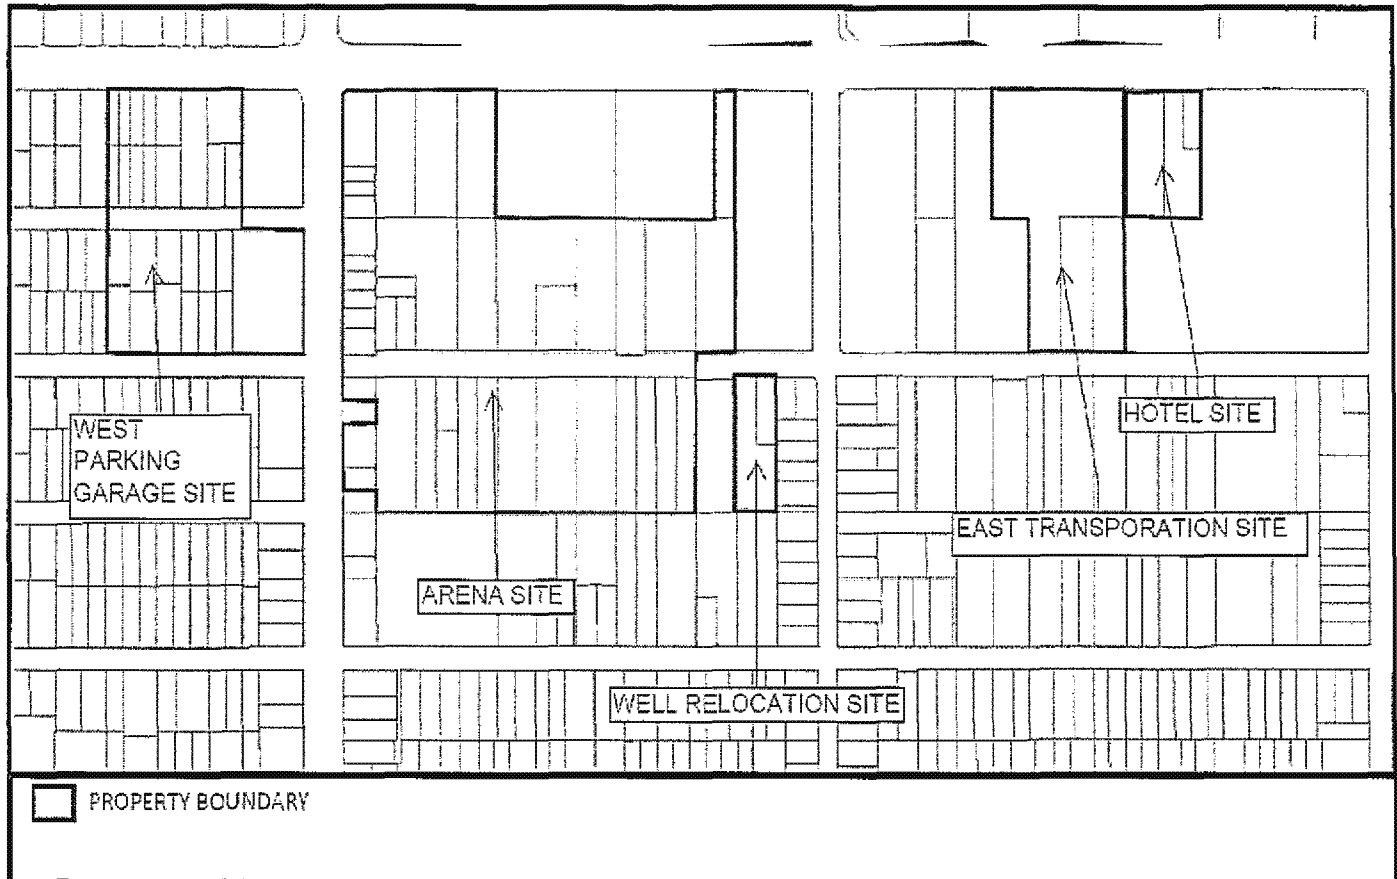 WEST
PARKING
GARAGE SITE
HOTEL SITE
EAST TRANSPORATION SITE
ARENA SITE
WELL RELOCATION SITE
PROPERTY BOUNDARY